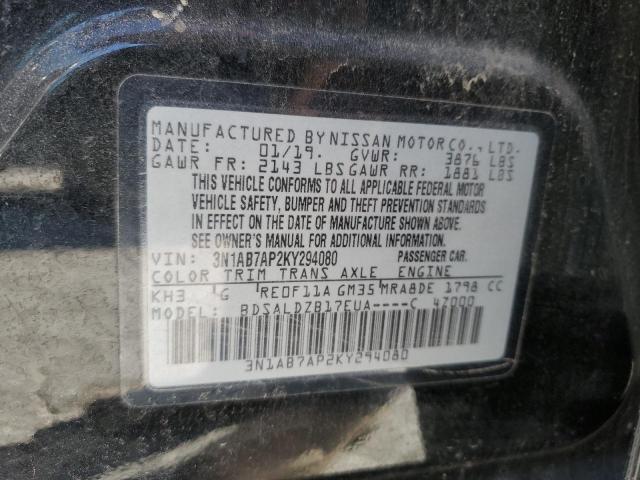 MANUFACTURED BY NISSAN MOTOR CO., LTD.
DATE: 01/19. GVWR: 3876 LBS
GAWR FR: 2143 LBS GAWR RR: 1881 LBS
THIS VEHICLE CONFORMS TO ALL APPLICABLE FEDERAL MOTOR
VEHICLE SAFETY, BUMPER AND THEFT PREVENTION STANDARDS
IN EFFECT ON THE DATE OF MANUFACTURE SHOWN ABOVE.
SEE OWNER'S MANUAL FOR ADDITIONAL INFORMATION.
VIN: 3N1AB7AP2KY294080 PASSENGER CAR.
COLOR TRIM TRANS AXLE ENGINE
KH3 G RE0F11A GM35 MRA8DE 1798 CC
MODEL: BDSALDZB17EUA----C 4Z000
3N1AB7AP2KY294080